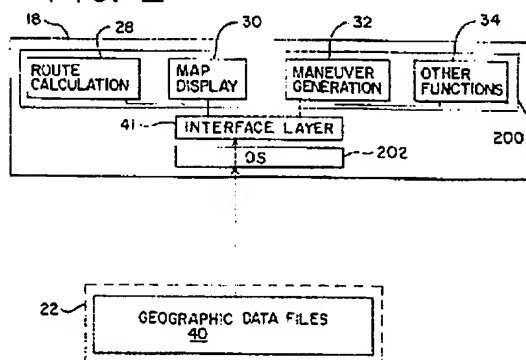 18
28
30
32
34
ROUTE
CALCULATION
MAP
DISPLAY
MANEUVER
GENERATION
OTHER
FUNCTIONS
41
INTERFACE LAYER
200
OS
202
22
GEOGRAPHIC DATA FILES
40